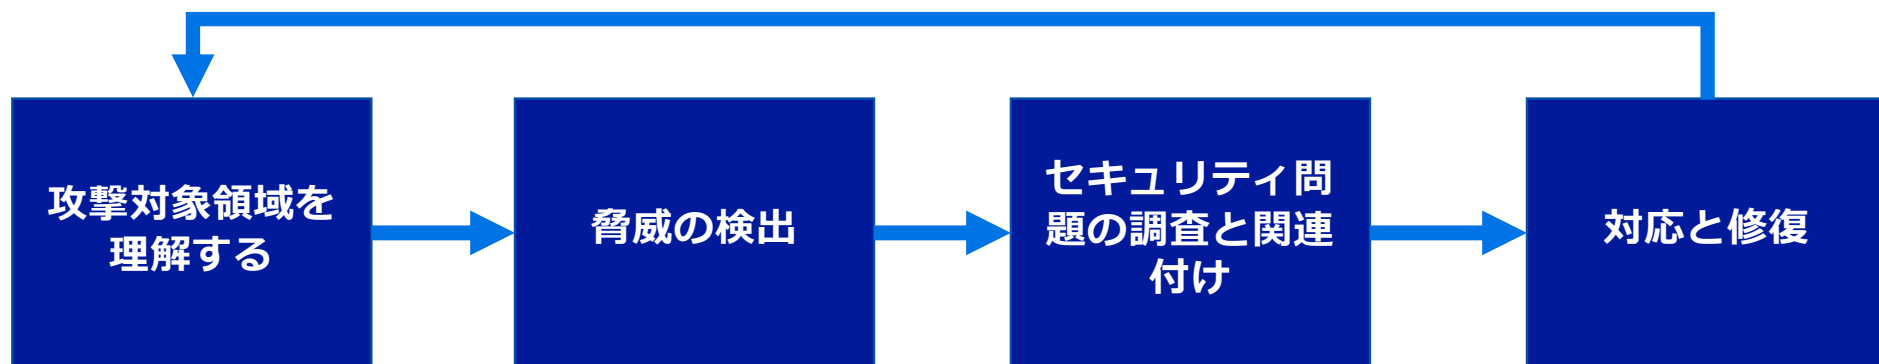 攻撃対象領域を
理解する
脅威の検出
セキュリティ問
題の調査と関連
付け
対応と修復